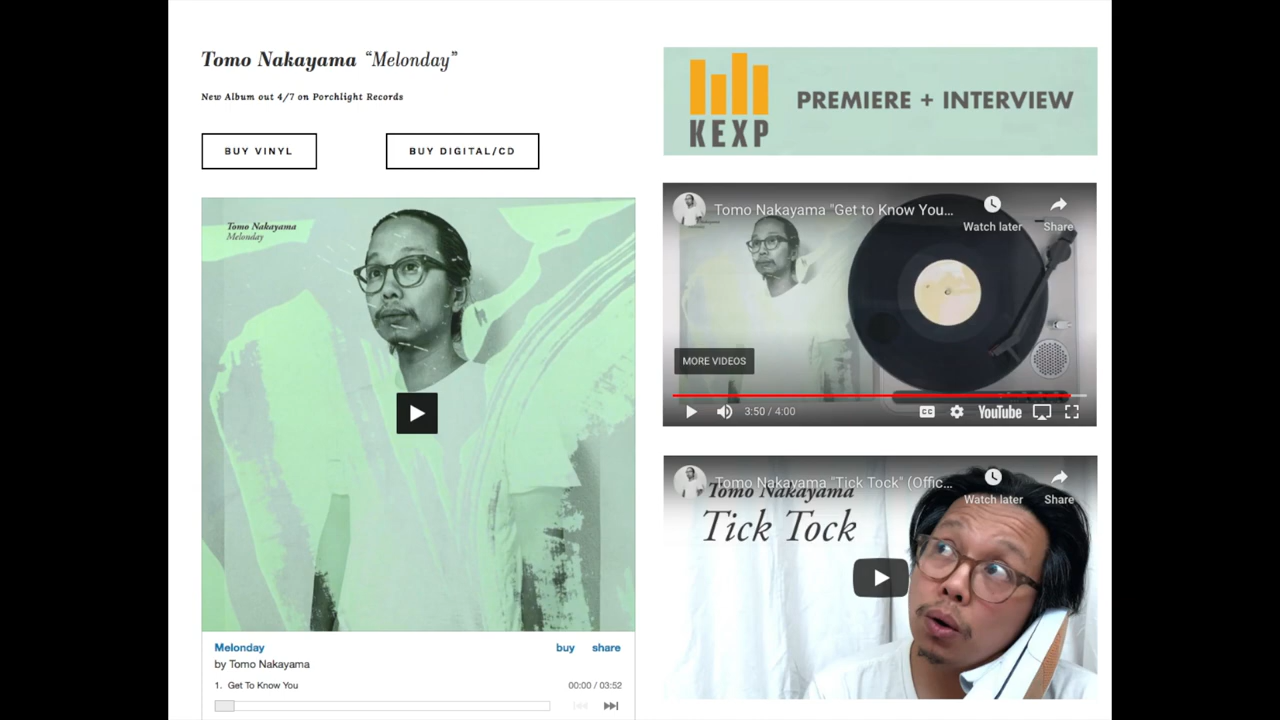 Tomo Nakayama “Melonday”
New Album out 4/7 on Porchlight Records
BUY VINYL
BUY DIGITAL/CD
Tomo Nakayama
Melonday
Melonday
buy
share
by Tomo Nakayama
1. Get To Know You
00:00 / 03:52
KEXP
PREMIERE + INTERVIEW
Tomo Nakayama "Get to Know You...
Watch later
Share
MORE VIDEOS
3:50 / 4:00
CC
YouTube
Tomo Nakayama "Tick Tock" (Offic...
Watch later
Share
Tomo Nakayama
Tick Tock